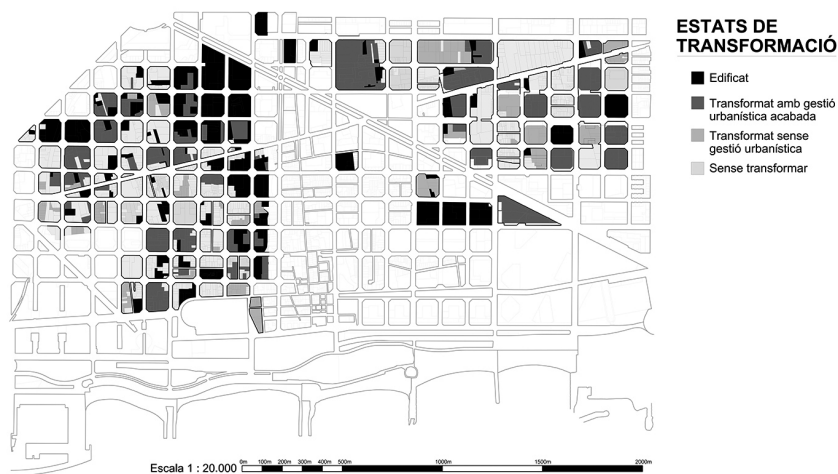 ESTATS DE
TRANSFORMACIÓ
Edificat
Transformat amb gestió
urbanística acabada
Transformat sense
gestió urbanística
Sense transformar
Escala 1 : 20.000
0m 100m 200m 300m 400m 500m 1000m 1500m 2000m